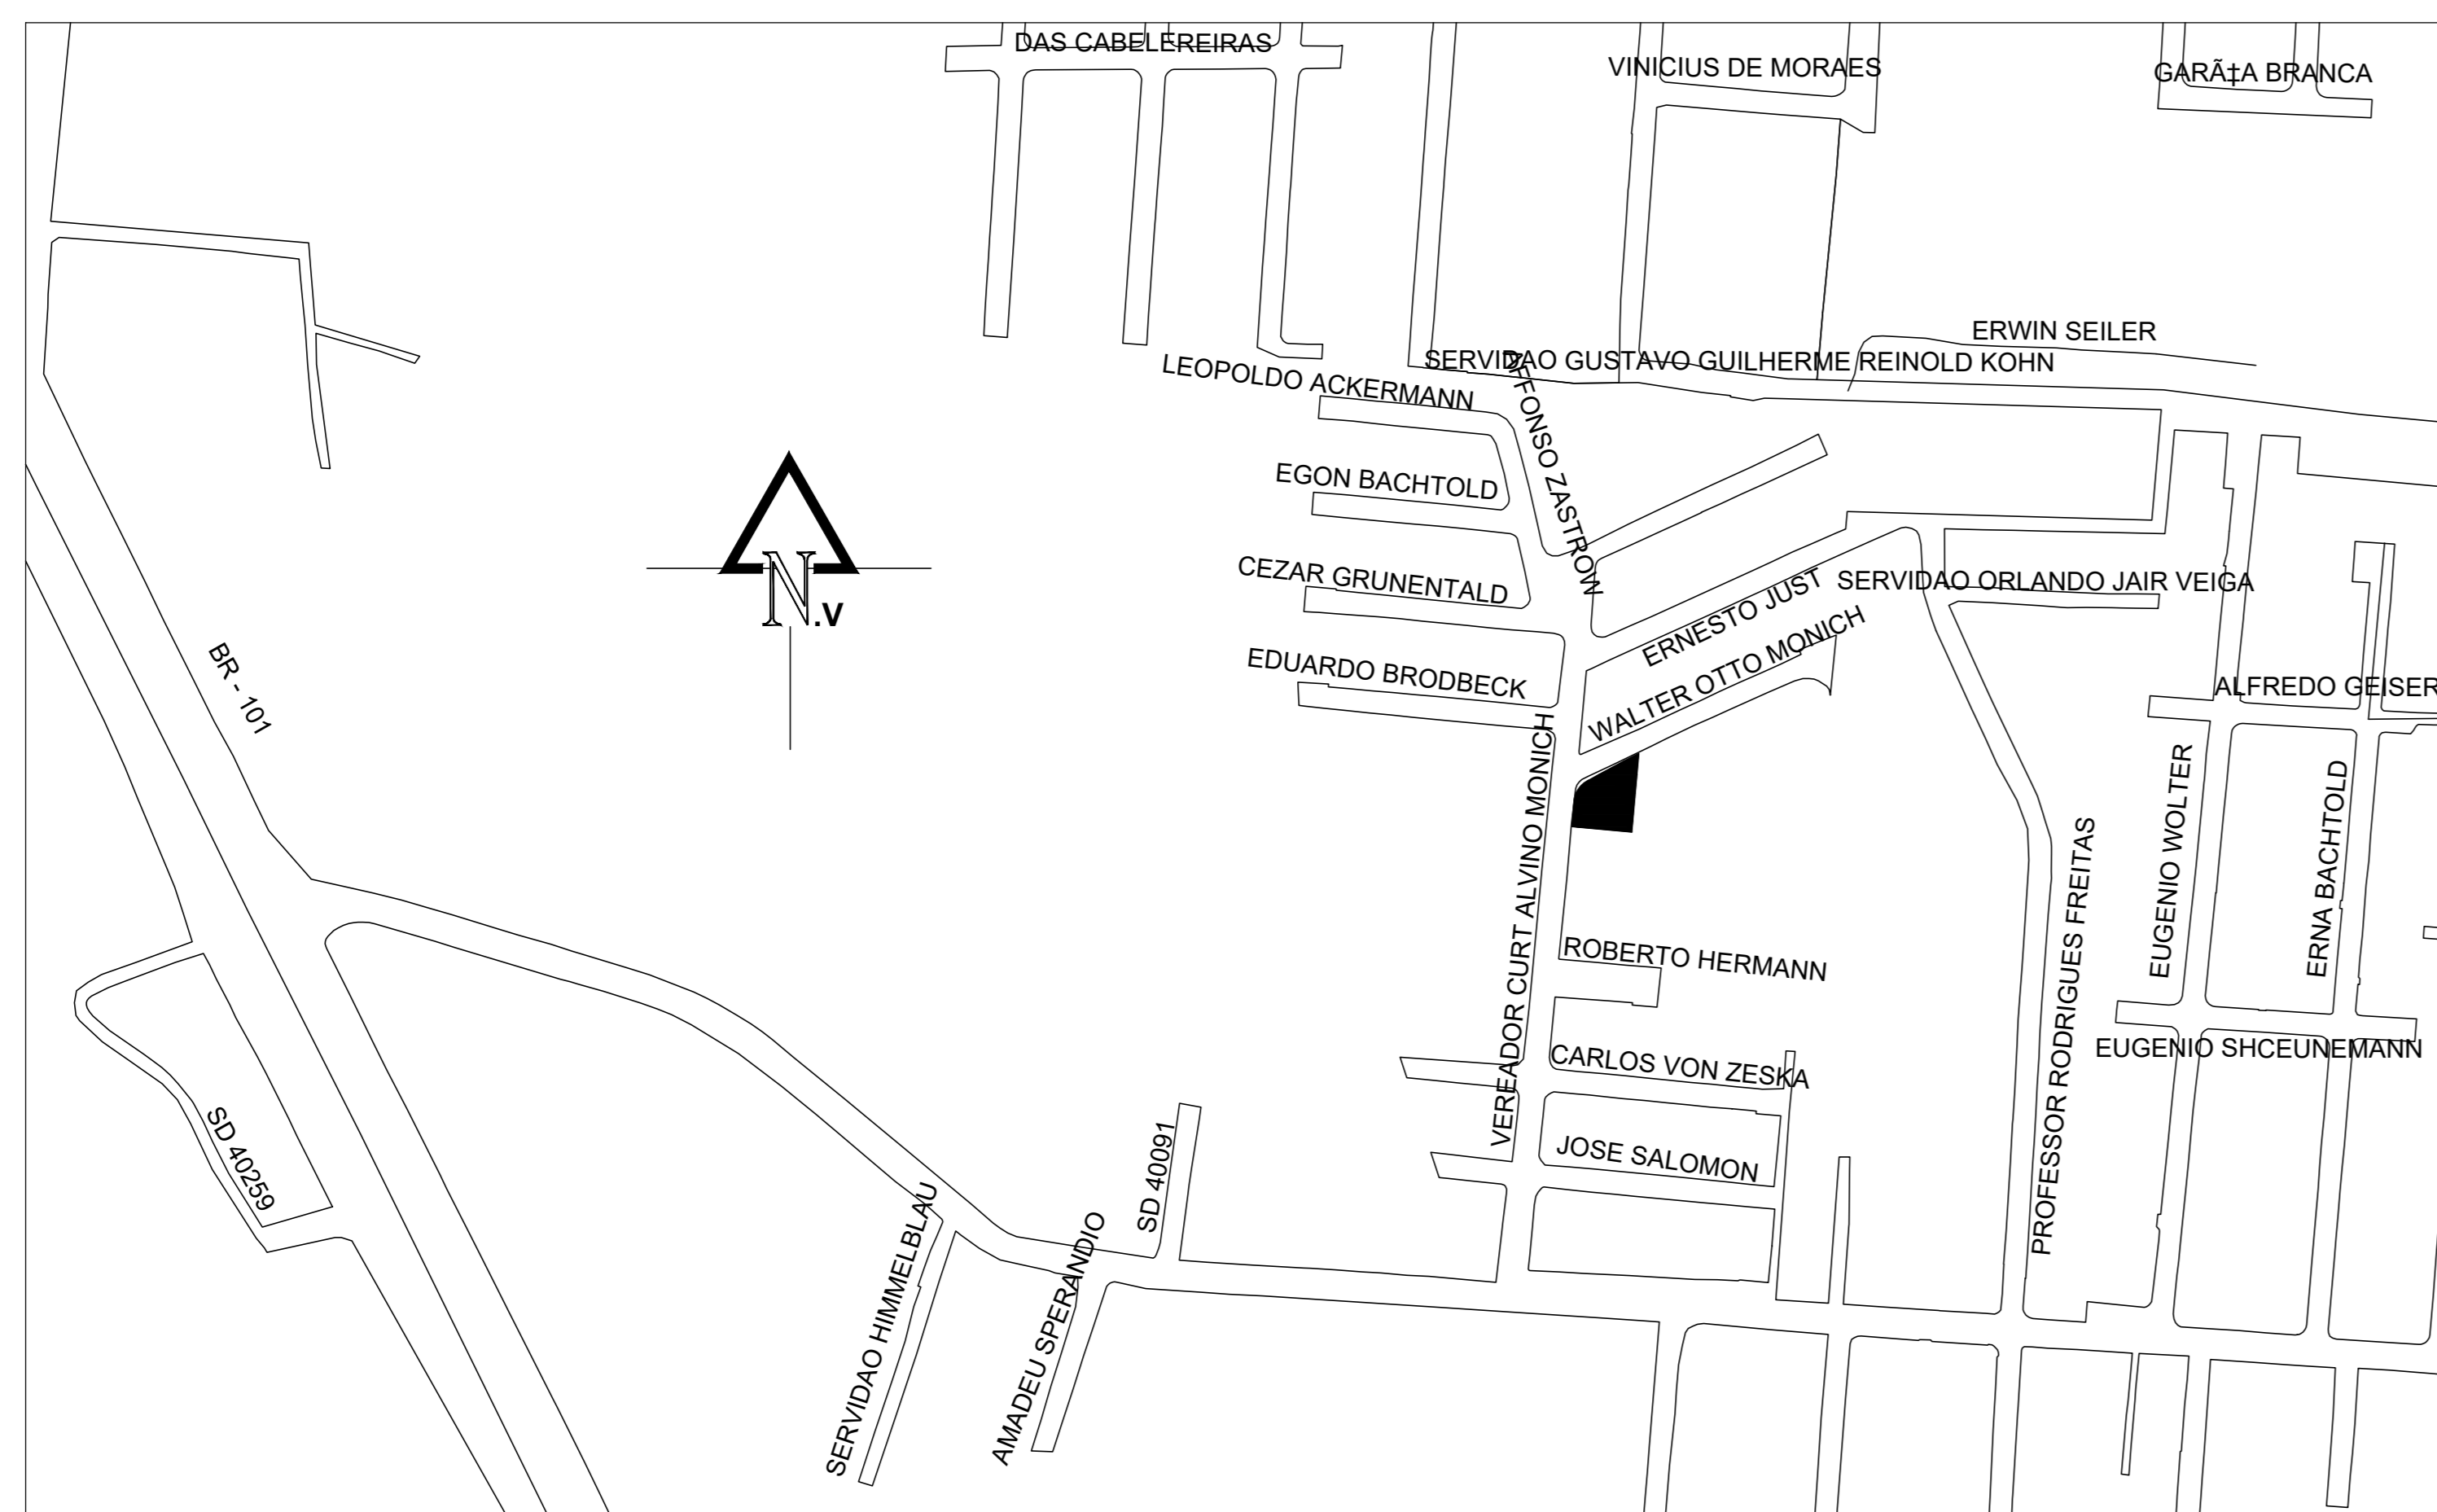 DAS CABELEREIRAS
VINICIUS DE MORAES
GARÃ‡A BRANCA
ERWIN SEILER
SERVIDAO GUSTAVO GUILHERME REINOLD KOHN
LEOPOLDO ACKERMANN
AFFONSO ZASTROW
EGON BACHTOLD
CEZAR GRUNENTALD
SERVIDAO ORLANDO JAIR VEIGA
ERNESTO JUST
WALTER OTTO MONICH
EDUARDO BRODBECK
ALFREDO GEISER
N.V
BR - 101
VEREADOR CURT ALVINO MONICH
EUGENIO WOLTER
ERNA BACHTOLD
PROFESSOR RODRIGUES FREITAS
ROBERTO HERMANN
CARLOS VON ZESKA
EUGENIO SHCEUNEMANN
JOSE SALOMON
SD 40259
SD 40091
SERVIDAO HIMMELBLAU
AMADEU SPERANDIO